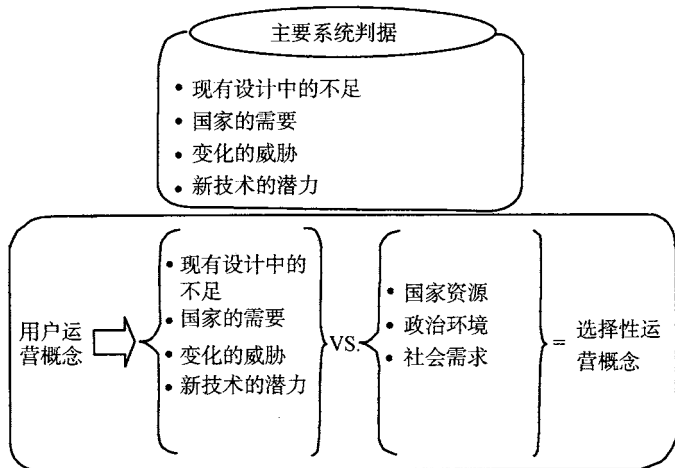 主要系统判据
• 现有设计中的不足
• 国家的需要
• 变化的威胁
• 新技术的潜力
用户运
营概念
• 现有设计中的
不足
• 国家的需要
• 变化的威胁
• 新技术的潜力
VS.
• 国家资源
• 政治环境
• 社会需求
=
选择性运
营概念